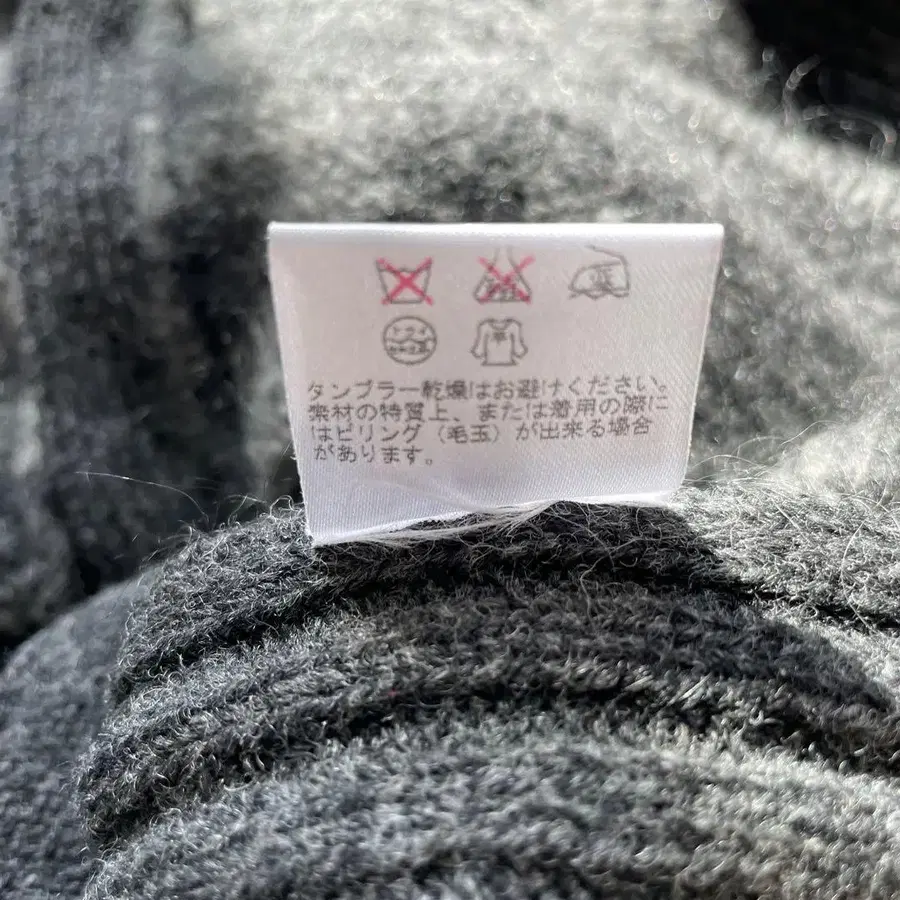 タンブラー乾燥はお避けください。
素材の特質上、または着用の際に
はピリング（毛玉）が出来る場合
があります。